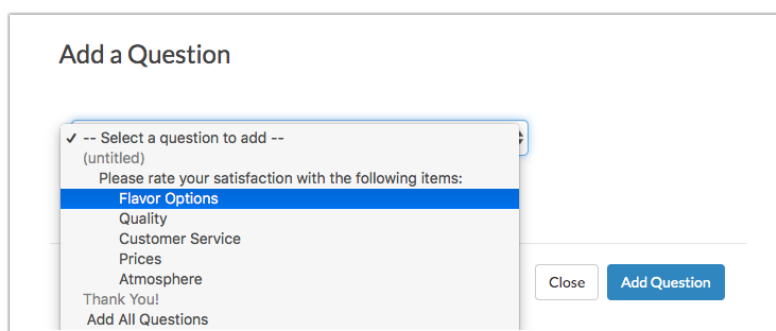 Add a Question
✓ -- Select a question to add --
(untitled)
Please rate your satisfaction with the following items:
Flavor Options
Quality
Customer Service
Prices
Atmosphere
Thank You!
Add All Questions
Close Add Question